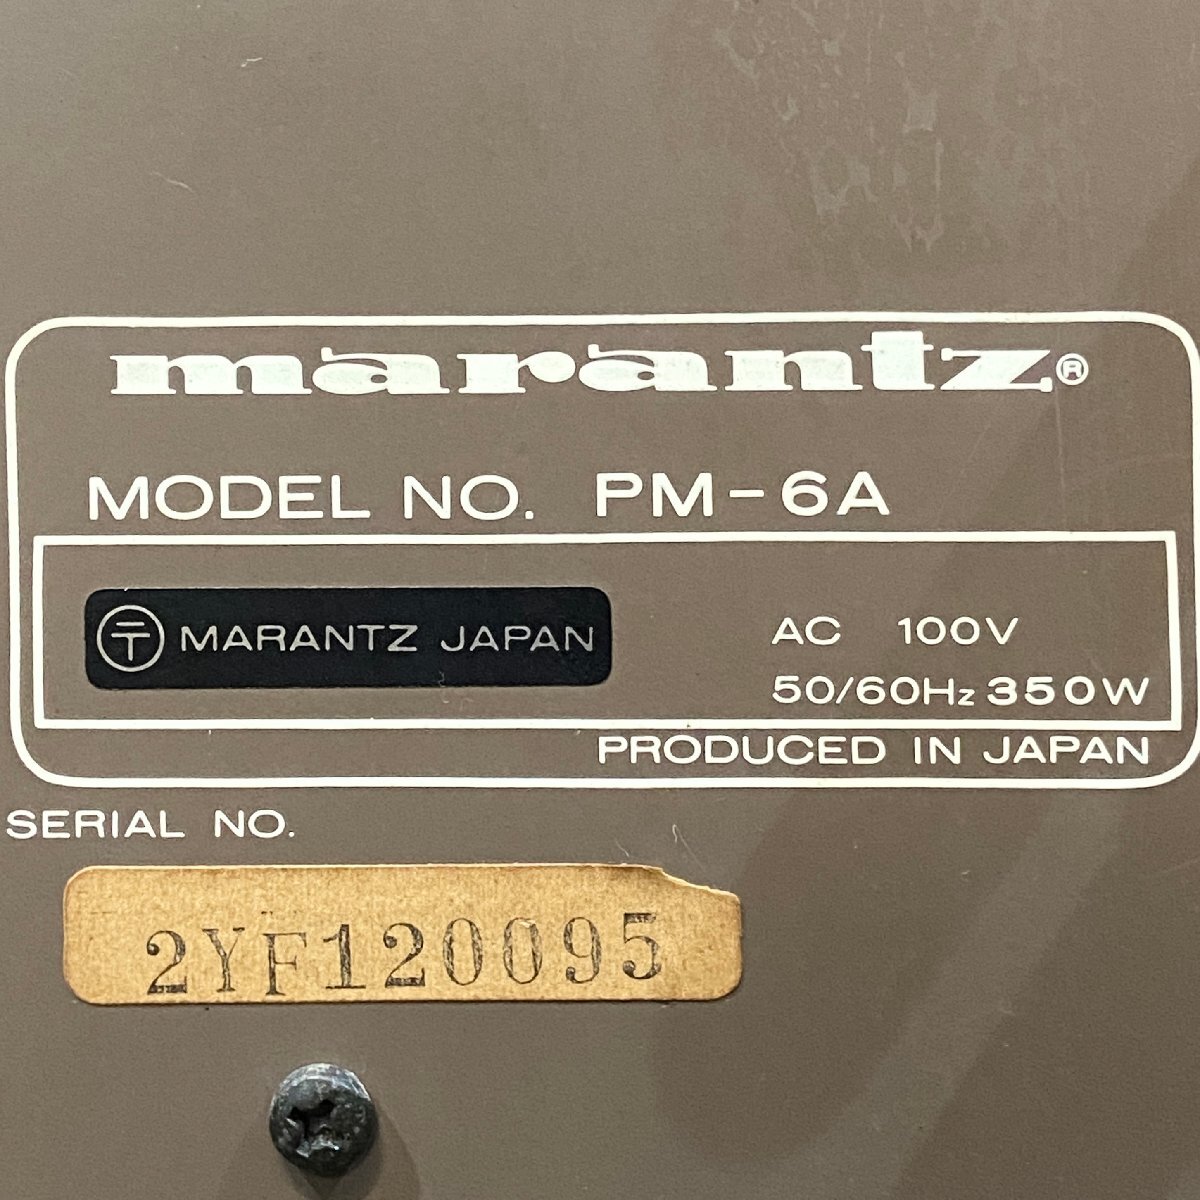 marantz®
MODEL NO. PM-6A
〒 MARANTZ JAPAN
AC 100V
50/60Hz 350W
PRODUCED IN JAPAN
SERIAL NO.
2YF120095